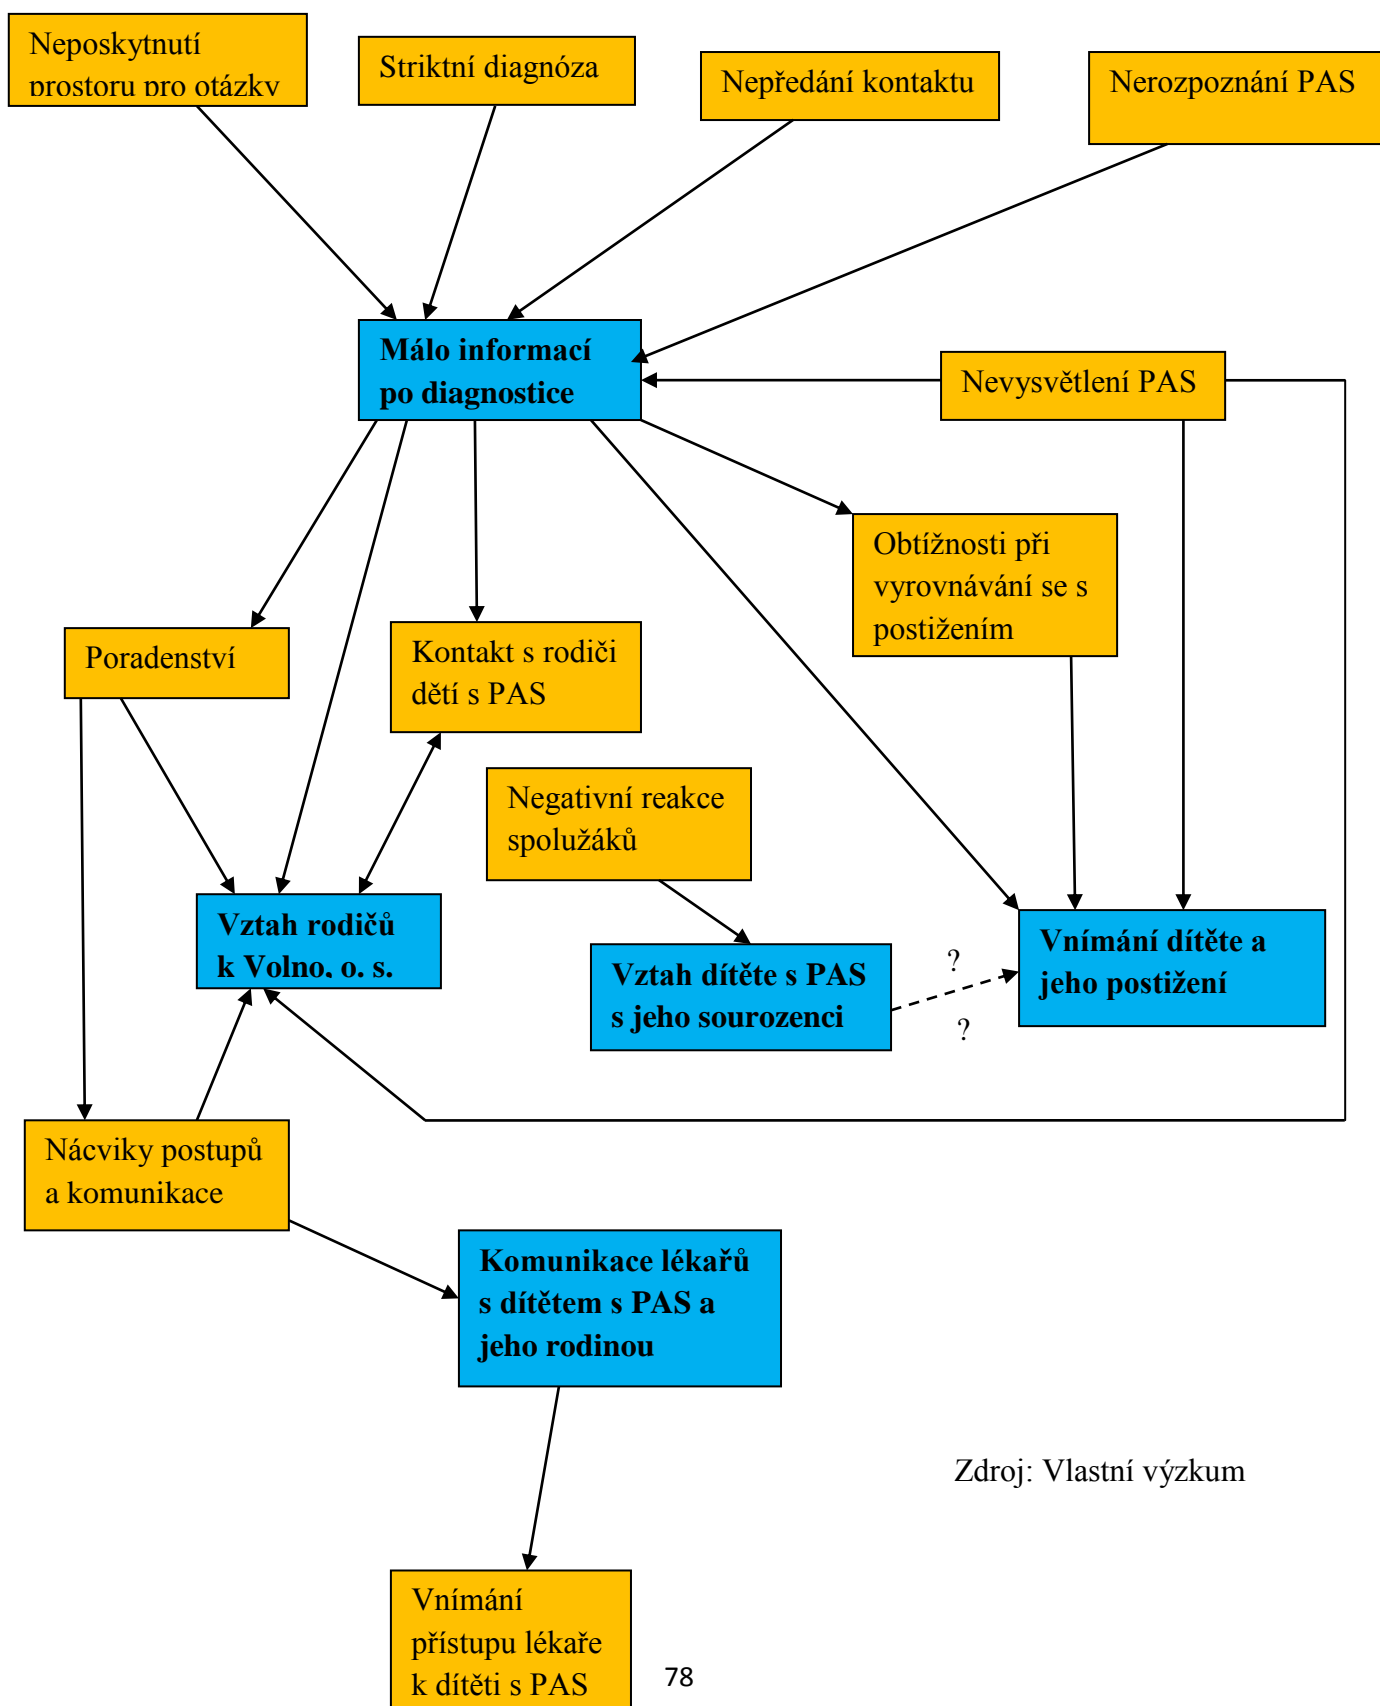 Neposkytnutí
prostoru pro otázky
Striktní diagnóza
Nepředání kontaktu
Nerozpoznání PAS
Málo informací
po diagnostice
Nevysvětlení PAS
Obtížnosti při
vyrovnávání se s
postižením
Poradenství
Kontakt s rodiči
dětí s PAS
Negativní reakce
spolužáků
Vztah rodičů
k Volno, o. s.
Vztah dítěte s PAS
s jeho sourozenci
?
?
Vnímání dítěte a
jeho postižení
Nácviky postupů
a komunikace
Komunikace lékařů
s dítětem s PAS a
jeho rodinou
Zdroj: Vlastní výzkum
Vnímání
přístupu lékaře
k dítěti s PAS
78